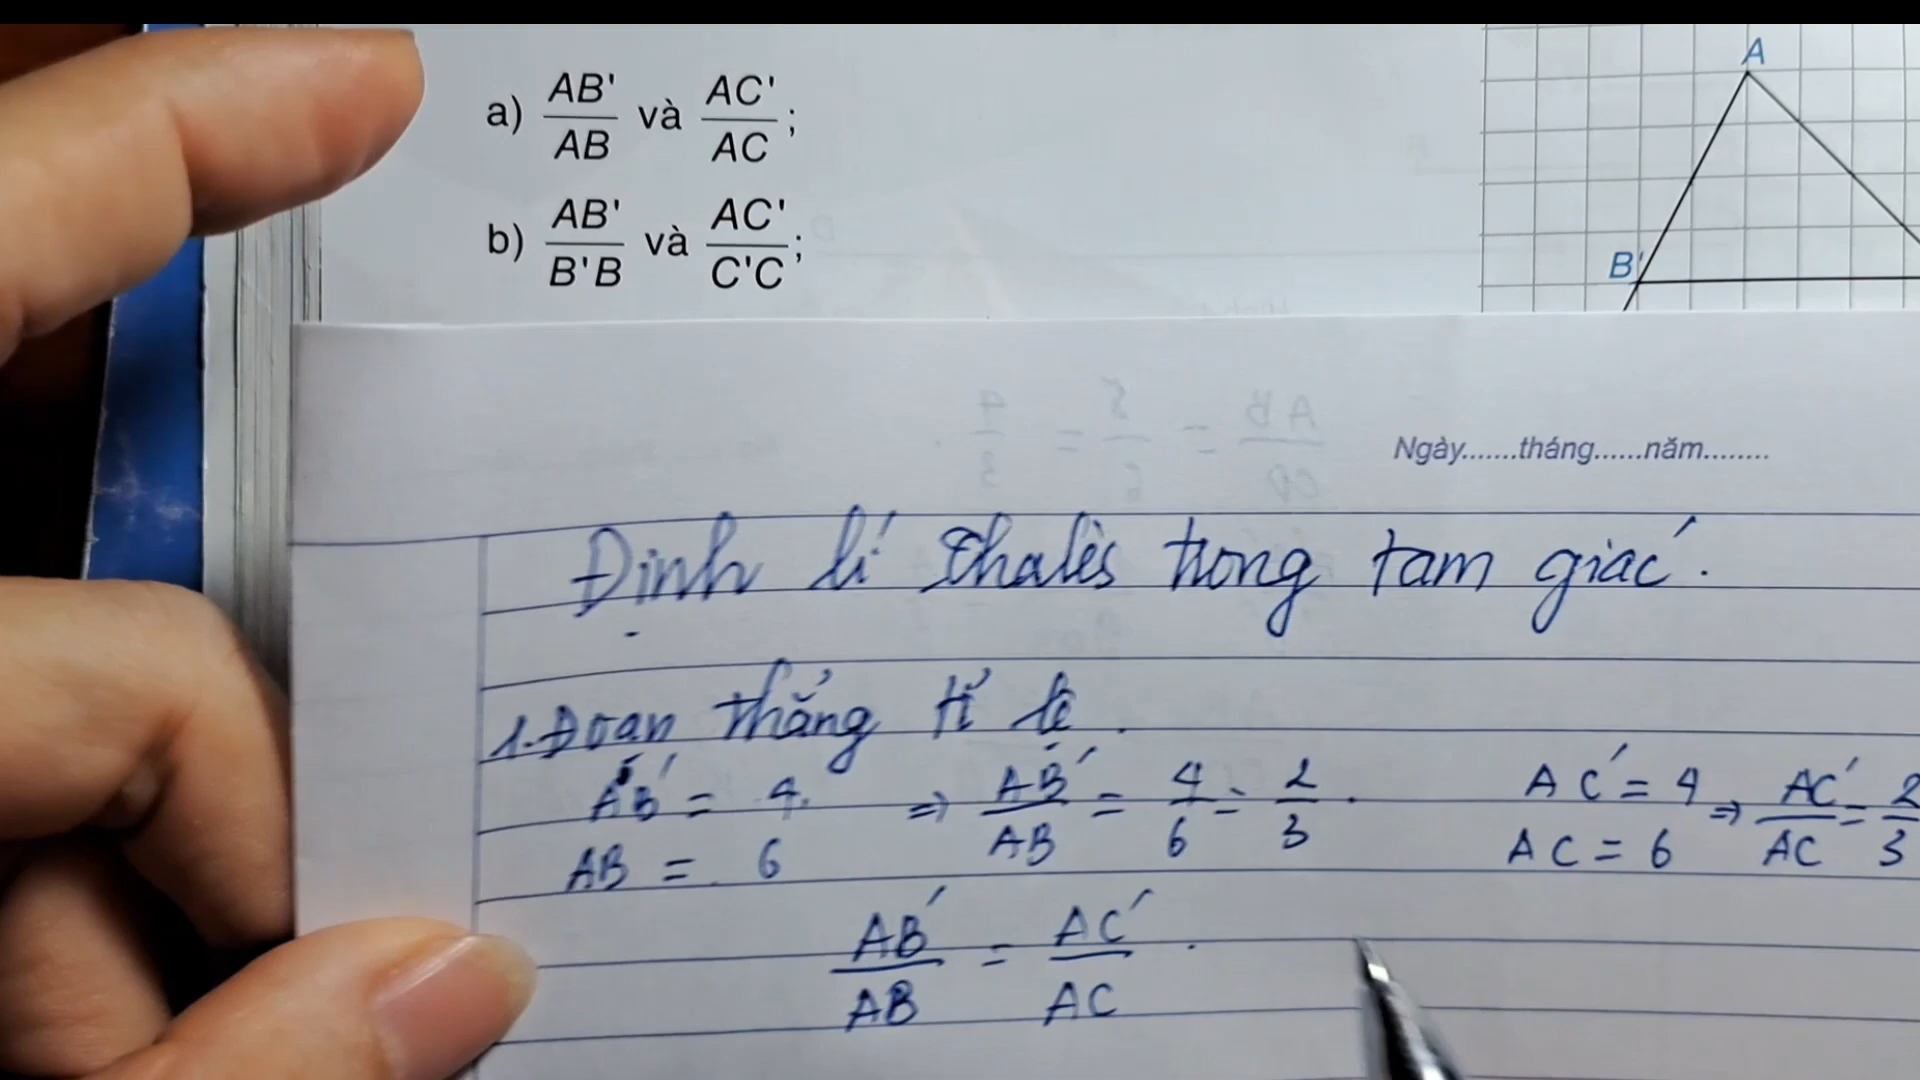 a) AB'/AB và AC'/AC;
b) AB'/B'B và AC'/C'C;
A
B'
Ngày.......tháng......năm........
Định lí Thalès trong tam giác.
1. Đoạn thẳng tỉ lệ.
AB' = 4. ⇒ AB'/AB = 4/6 = 2/3. AC' = 4 ⇒ AC'/AC = 2/3
AB = 6 AC = 6
AB'/AB = AC'/AC.